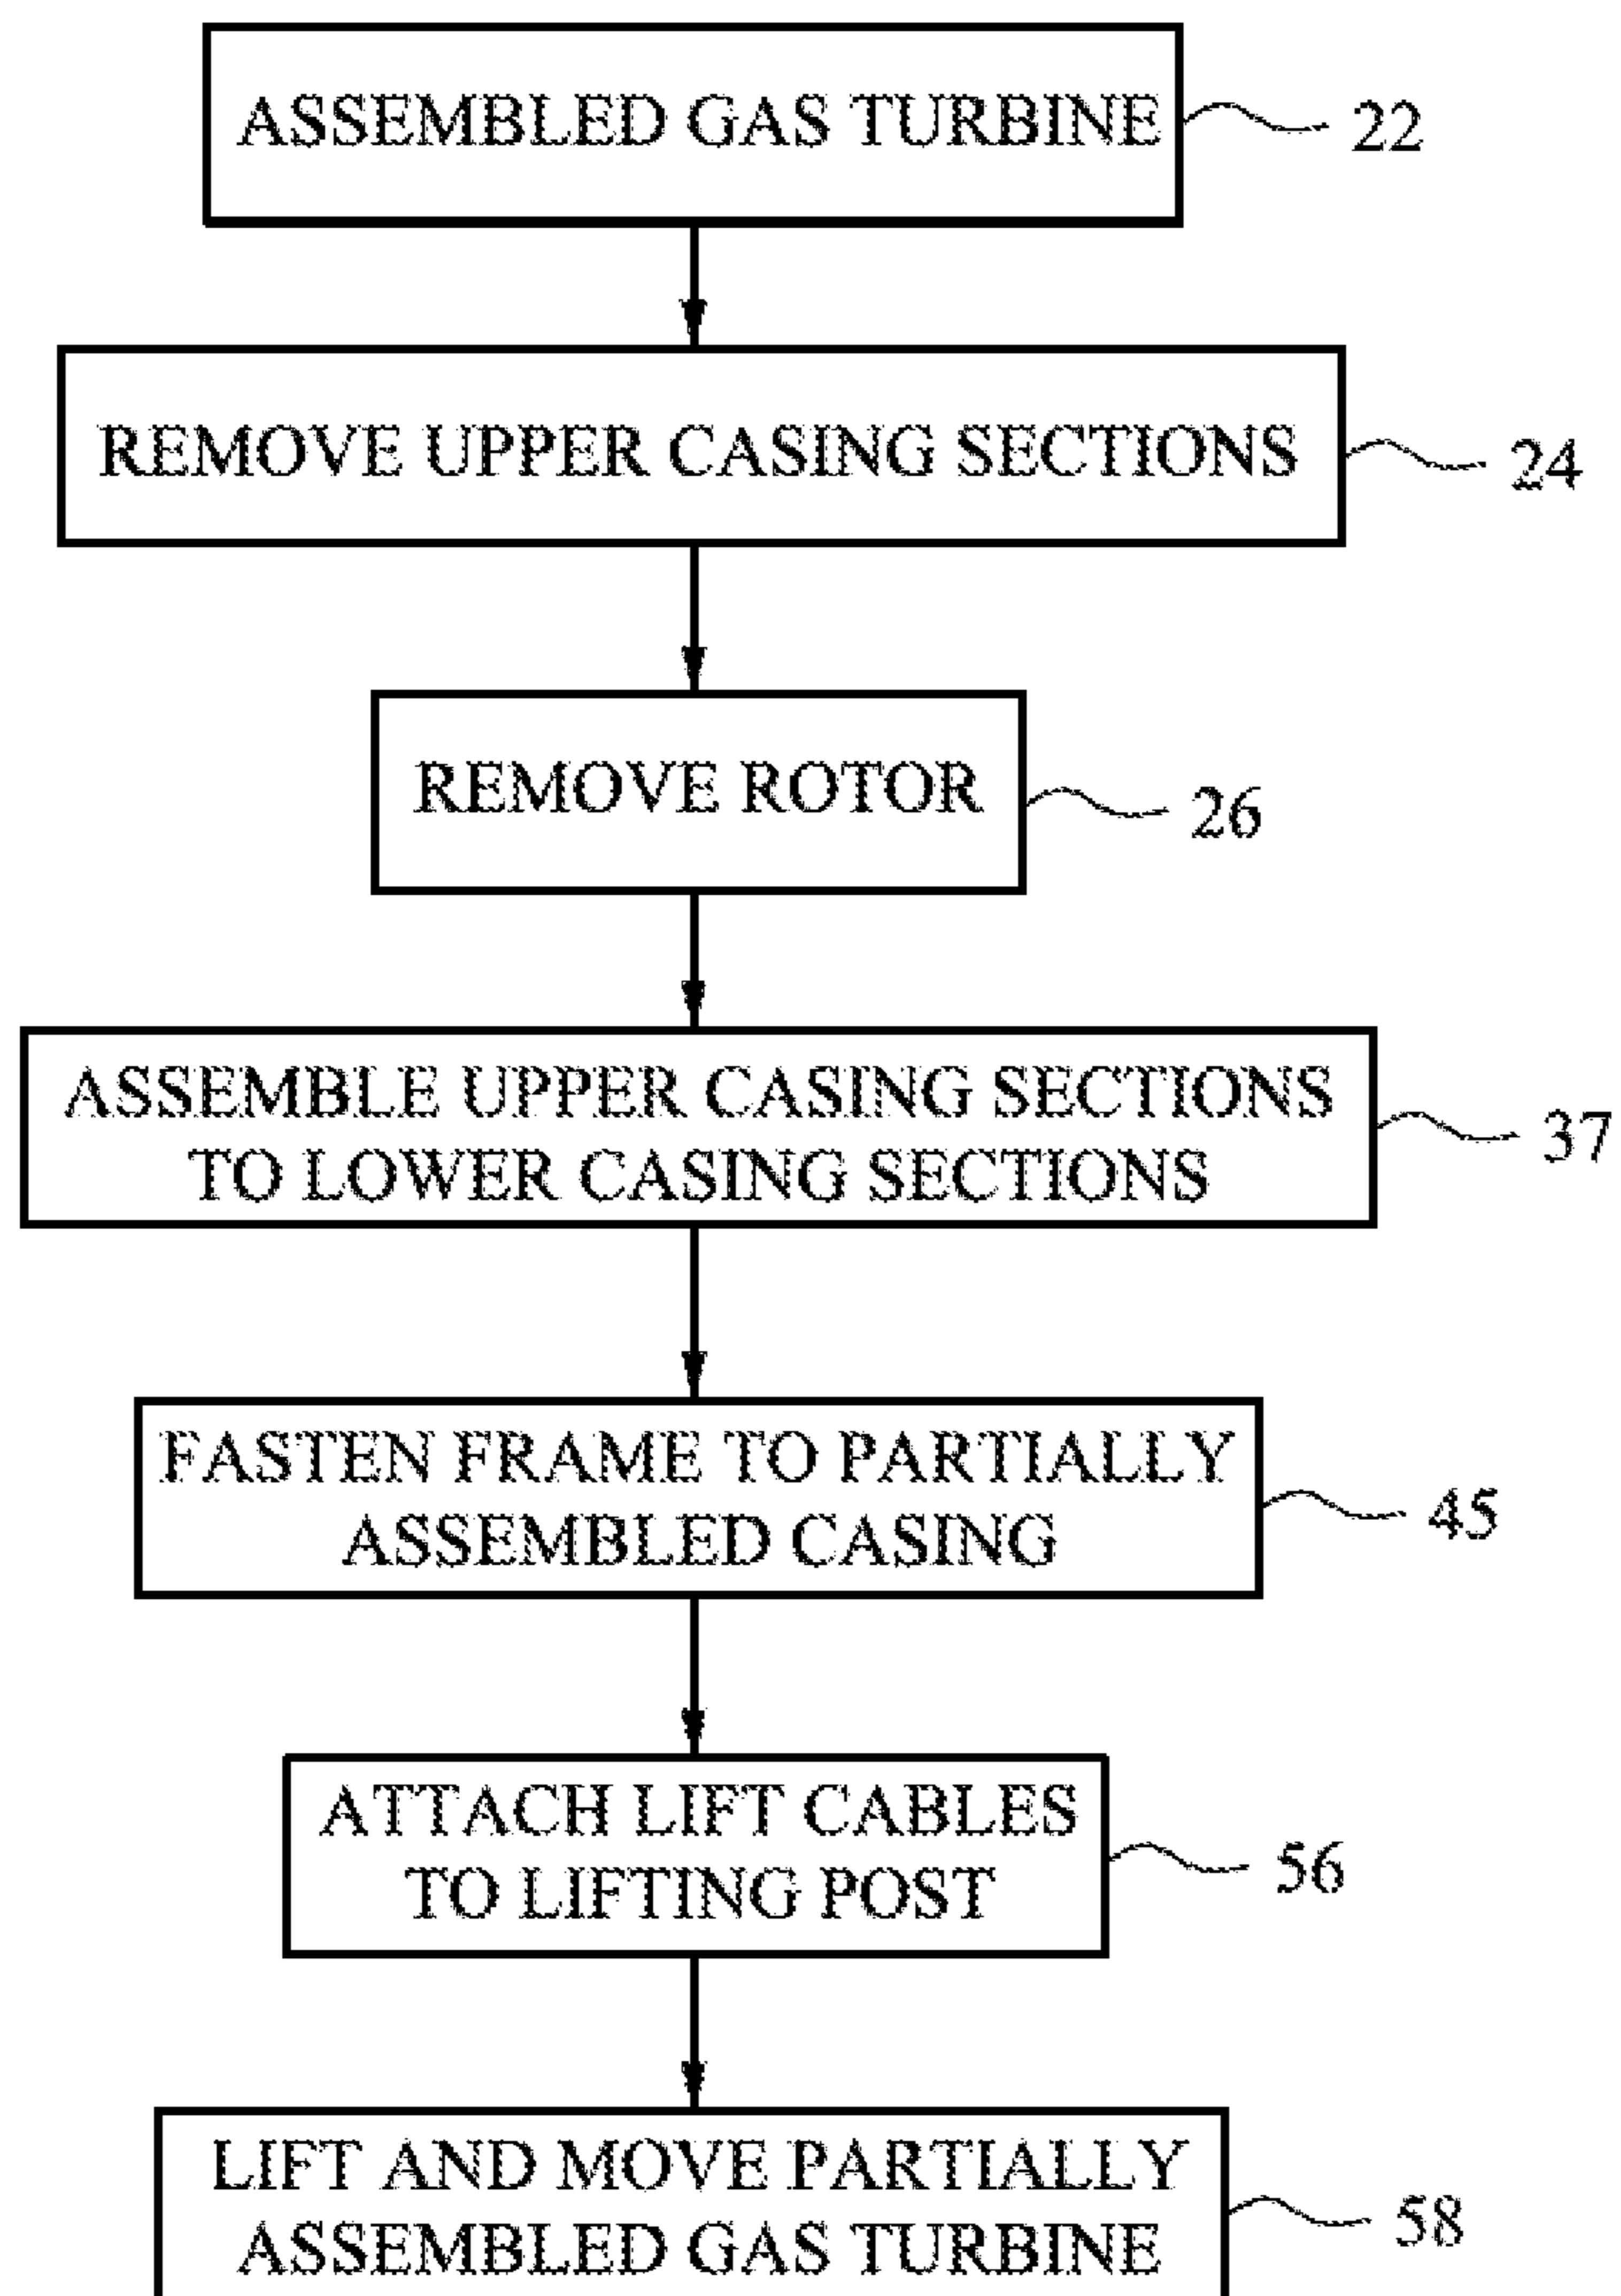 ASSEMBLED GAS TURBINE
22
REMOVE UPPER CASING SECTIONS
24
REMOVE ROTOR
26
ASSEMBLE UPPER CASING SECTIONS
TO LOWER CASING SECTIONS
37
FASTEN FRAME TO PARTIALLY
ASSEMBLED CASING
45
ATTACH LIFT CABLES
TO LIFTING POST
56
LIFT AND MOVE PARTIALLY
ASSEMBLED GAS TURBINE
58